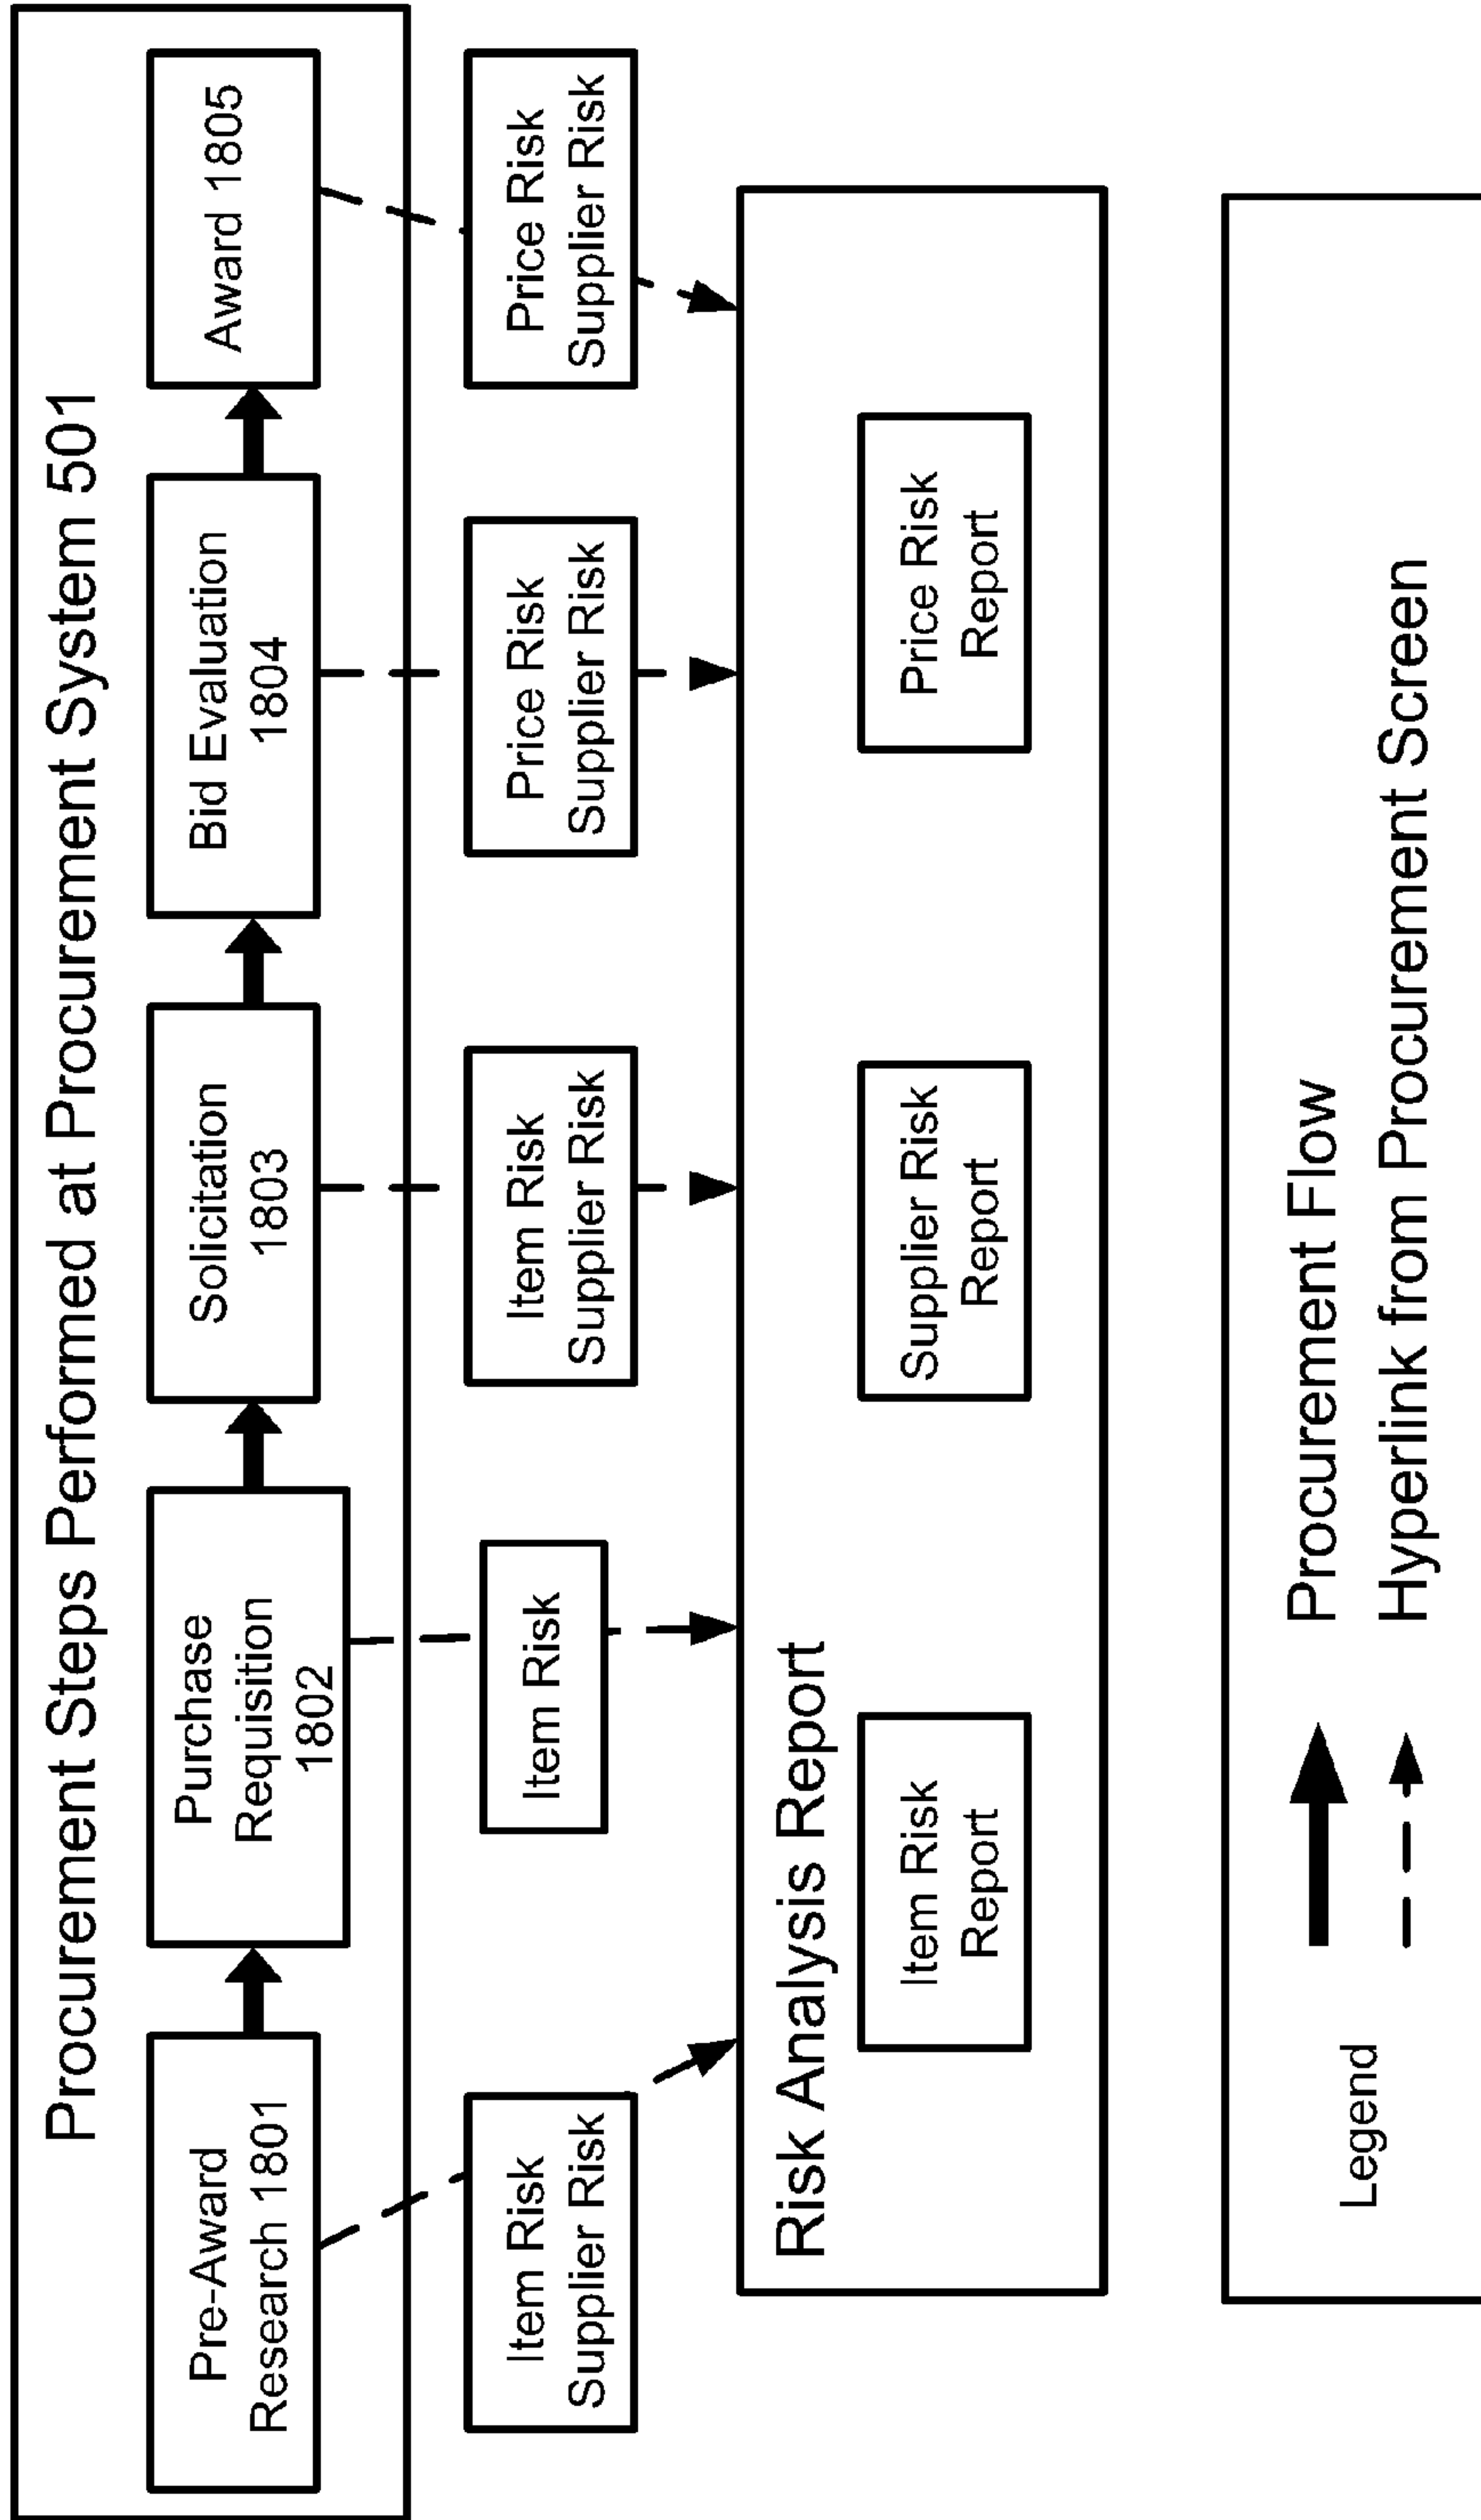 Procurement Steps Performed at Procurement System 501
Pre-Award
Research 1801
Purchase
Requisition
1802
Solicitation
1803
Bid Evaluation
1804
Award 1805
Item Risk
Supplier Risk
Item Risk
Item Risk
Supplier Risk
Price Risk
Supplier Risk
Price Risk
Supplier Risk
Risk Analysis Report
Item Risk
Report
Supplier Risk
Report
Price Risk
Report
Legend
Procurement Flow
Hyperlink from Procurement Screen